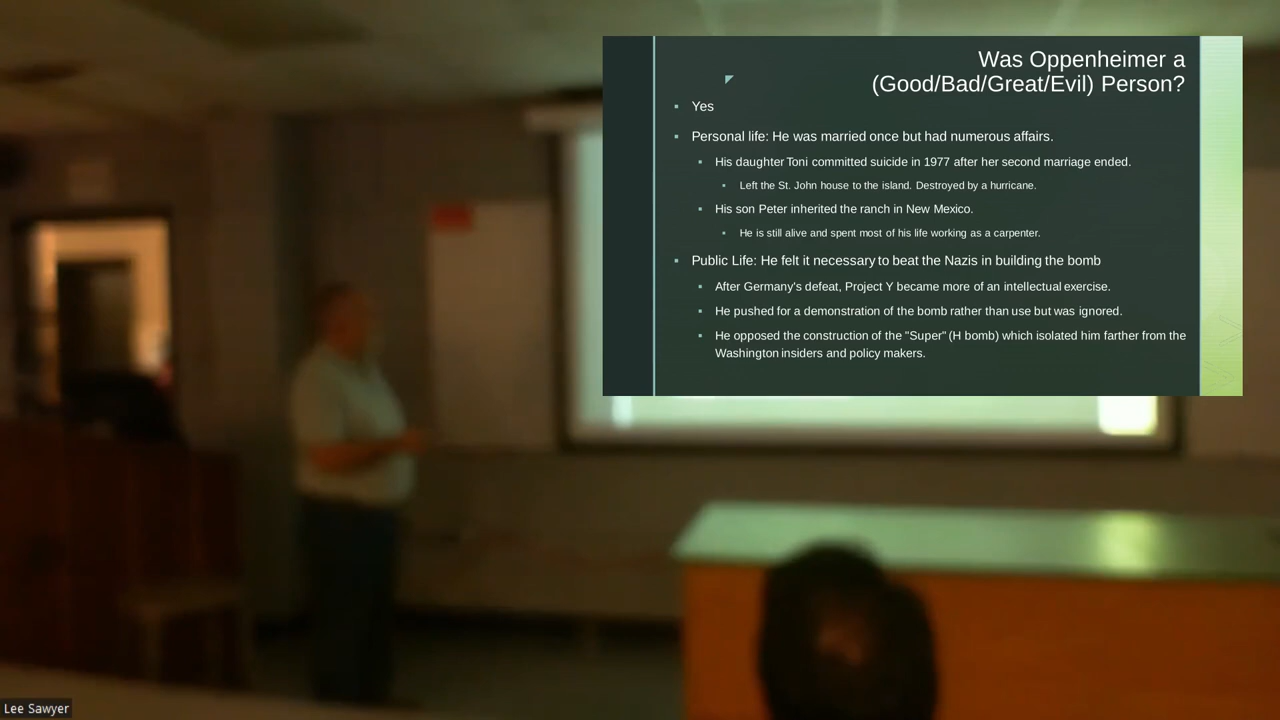 Was Oppenheimer a
(Good/Bad/Great/Evil) Person?
Yes
Personal life: He was married once but had numerous affairs.
His daughter Toni committed suicide in 1977 after her second marriage ended.
Left the St. John house to the island. Destroyed by a hurricane.
His son Peter inherited the ranch in New Mexico.
He is still alive and spent most of his life working as a carpenter.
Public Life: He felt it necessary to beat the Nazis in building the bomb
After Germany's defeat, Project Y became more of an intellectual exercise.
He pushed for a demonstration of the bomb rather than use but was ignored.
He opposed the construction of the "Super" (H bomb) which isolated him farther from the
Washington insiders and policy makers.
Lee Sawyer